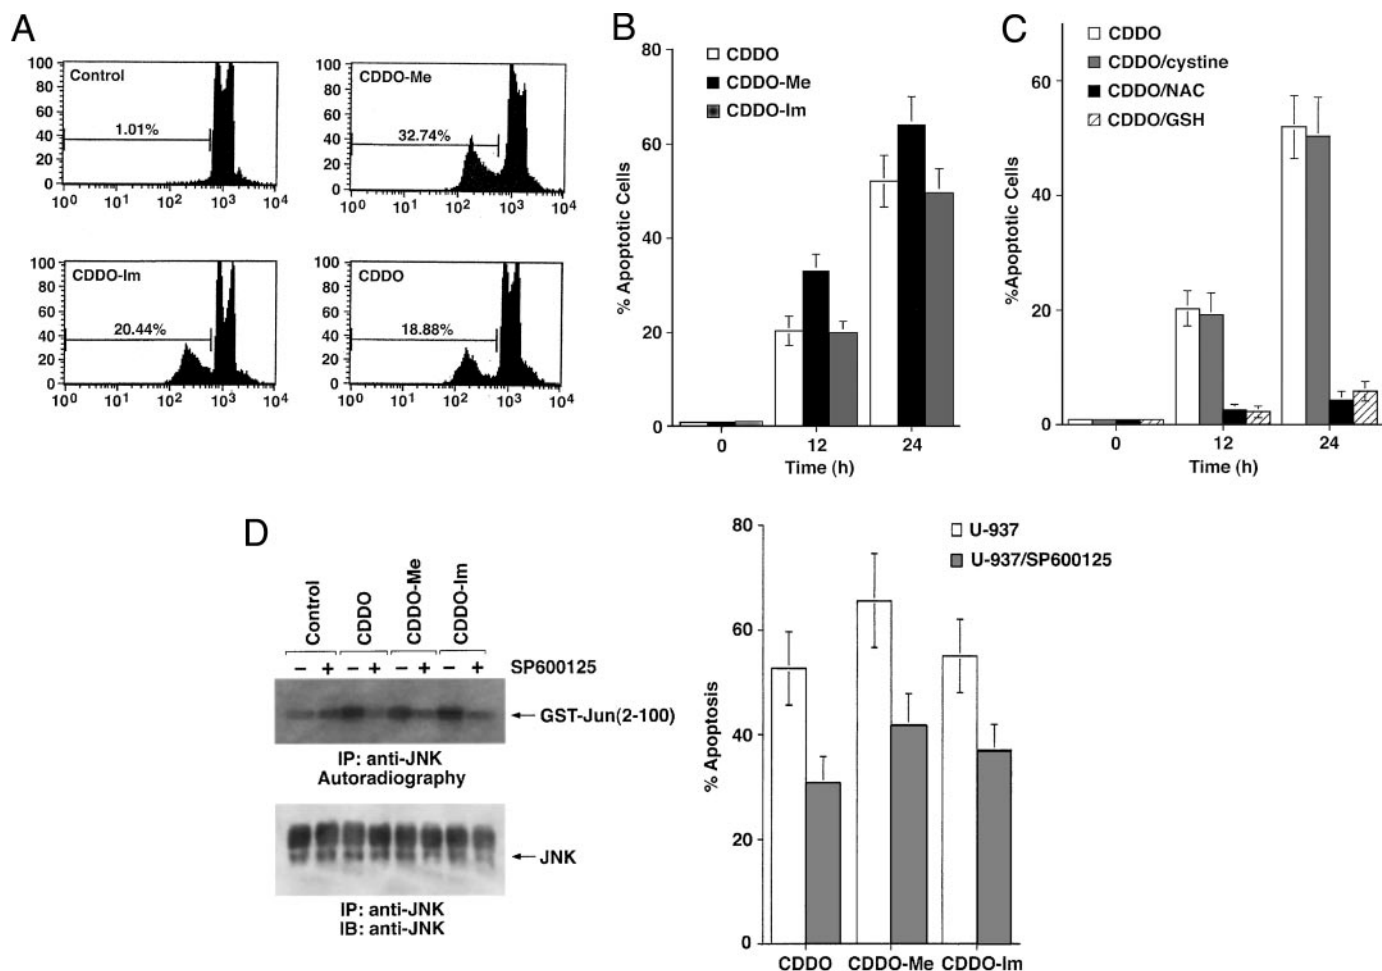 A
Control
1.01%
100
80
60
40
20
0
10^0 10^1 10^2 10^3 10^4
CDDO-Me
32.74%
100
80
60
40
20
0
10^0 10^1 10^2 10^3 10^4
CDDO-Im
20.44%
100
80
60
40
20
0
10^0 10^1 10^2 10^3 10^4
CDDO
18.88%
100
80
60
40
20
0
10^0 10^1 10^2 10^3 10^4
B
CDDO
CDDO-Me
CDDO-Im
80
60
40
20
0
% Apoptotic Cells
0 12 24
Time (h)
C
CDDO
CDDO/cystine
CDDO/NAC
CDDO/GSH
60
40
20
0
%Apoptotic Cells
0 12 24
Time (h)
D
Control CDDO CDDO-Me CDDO-Im
– + – + – + – + SP600125
GST-Jun(2-100)
IP: anti-JNK
Autoradiography
JNK
IP: anti-JNK
IB: anti-JNK
U-937
U-937/SP600125
80
60
40
20
0
% Apoptosis
CDDO CDDO-Me CDDO-Im